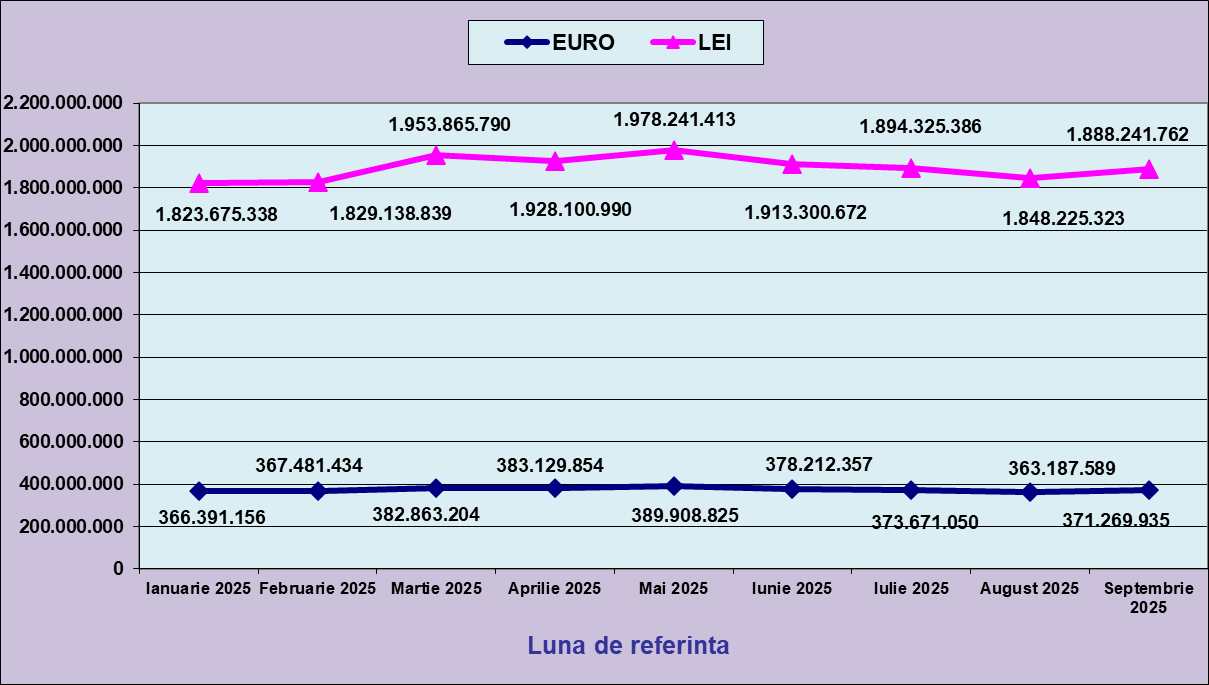 EURO LEI
2.200.000.000
2.000.000.000
1.800.000.000
1.600.000.000
1.400.000.000
1.200.000.000
1.000.000.000
800.000.000
600.000.000
400.000.000
200.000.000
0
1.953.865.790
1.978.241.413
1.894.325.386
1.888.241.762
1.823.675.338
1.829.138.839
1.928.100.990
1.913.300.672
1.848.225.323
367.481.434
383.129.854
378.212.357
363.187.589
366.391.156
382.863.204
389.908.825
373.671.050
371.269.935
Ianuarie 2025
Februarie 2025
Martie 2025
Aprilie 2025
Mai 2025
Iunie 2025
Iulie 2025
August 2025
Septembrie
2025
Luna de referinta